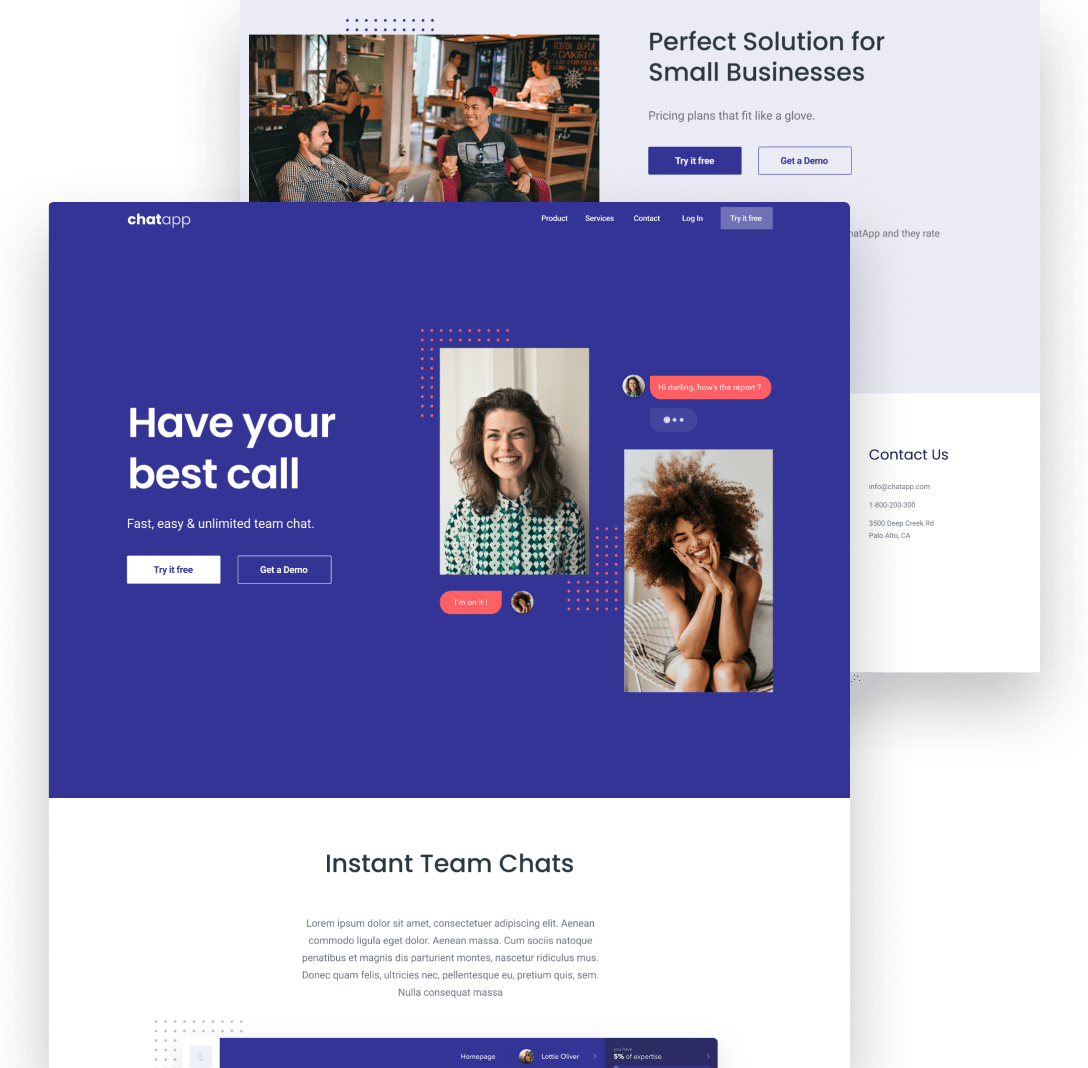 Perfect Solution for
Small Businesses
Pricing plans that fit like a glove.
Try it free
Get a Demo
hatApp and they rate
Contact Us
info@chatapp.com
1-800-200-300
3500 Deep Creek Rd
Palo Alto, CA
chatapp
Product
Services
Contact
Log In
Try it free
Have your
best call
Fast, easy & unlimited team chat.
Try it free
Get a Demo
Hi darling, how's the report ?
I'm on it !
Instant Team Chats
Lorem ipsum dolor sit amet, consectetuer adipiscing elit. Aenean
commodo ligula eget dolor. Aenean massa. Cum sociis natoque
penatibus et magnis dis parturient montes, nascetur ridiculus mus.
Donec quam felis, ultricies nec, pellentesque eu, pretium quis, sem.
Nulla consequat massa
L
Homepage
Lottie Oliver
you have
5% of expertise